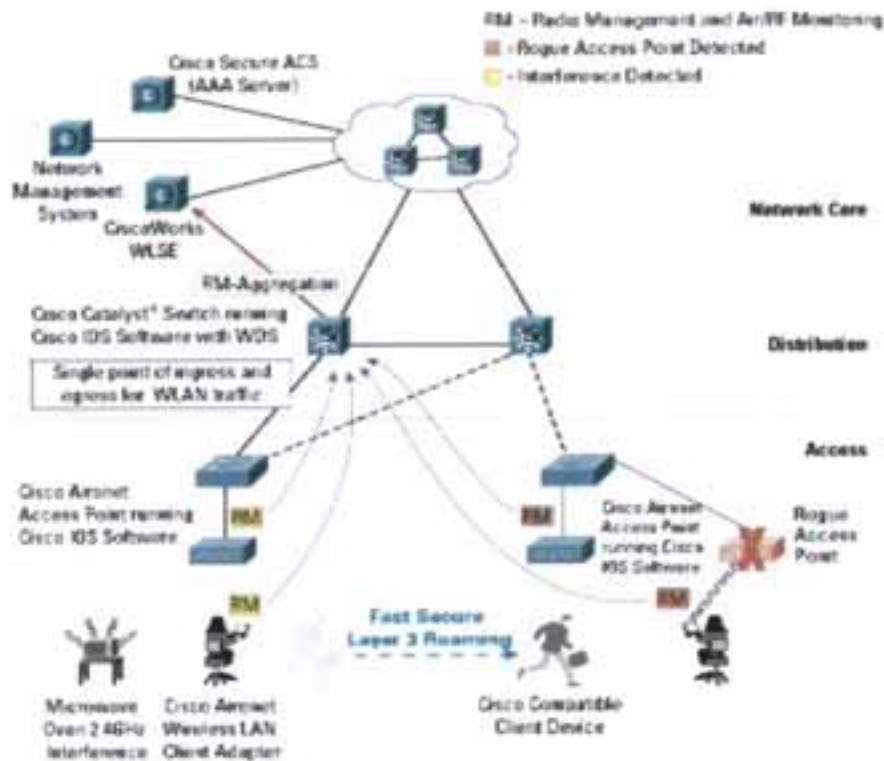 RM - Radio Management and Air/RF Monitoring
- Rogue Access Point Detected
- Interference Detected
Cisco Secure ACS
(AAA Server)
Network
Management
System
CiscoWorks
WLSE
Network Core
RM-Aggregation
Cisco Catalyst® Switch running
Cisco IOS Software with WDS
Distribution
Single point of ingress and
egress for WLAN traffic
Access
Cisco Aironet
Access Point running
Cisco IOS Software
RM
RM
Cisco Aironet
Access Point
running Cisco
IOS Software
Rogue
Access
Point
RM
RM
Fast Secure
Layer 3 Roaming
Microwave
Oven 2.4GHz
Interference
Cisco Aironet
Wireless LAN
Client Adapter
Cisco Compatible
Client Device